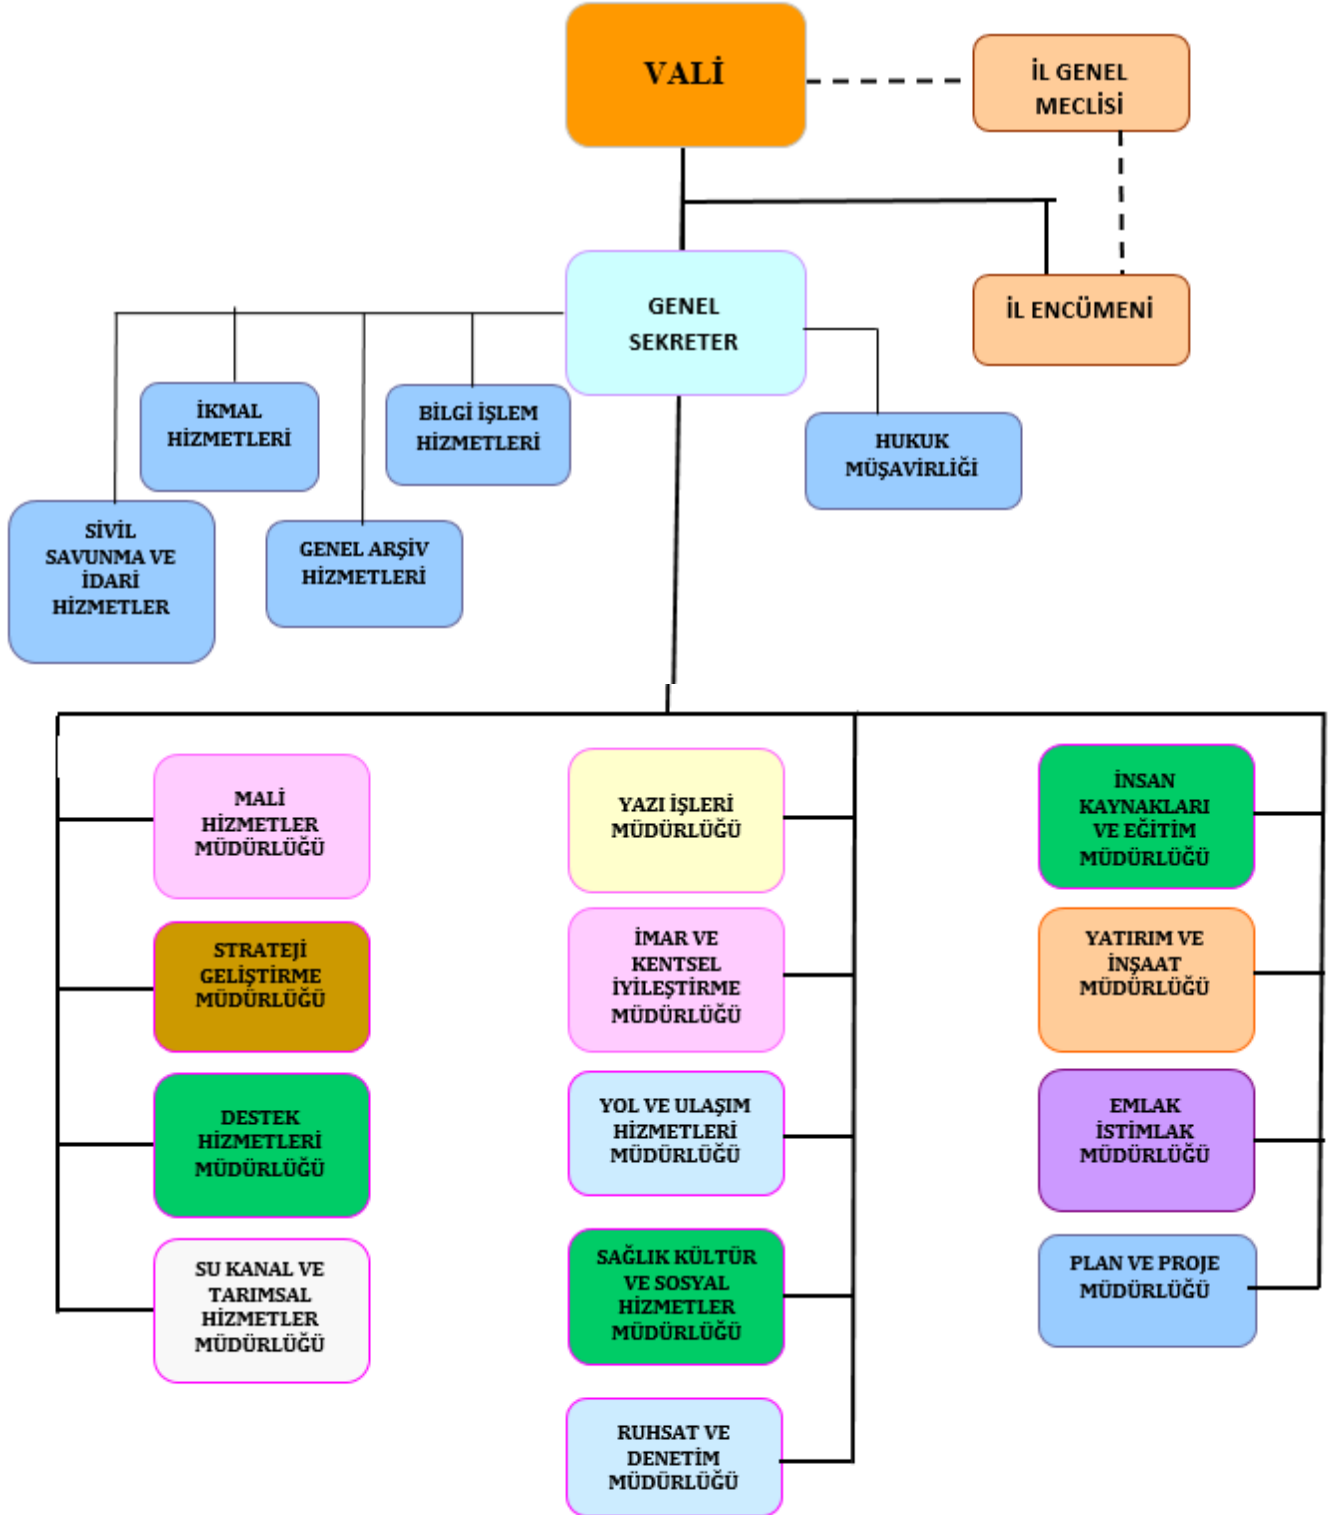 VALİ
İL GENEL
MECLİSİ
GENEL
SEKRETER
İL ENCÜMENİ
İKMAL
HİZMETLERİ
BİLGİ İŞLEM
HİZMETLERİ
HUKUK
MÜŞAVİRLİĞİ
SİVİL
SAVUNMA VE
İDARİ
HİZMETLER
GENEL ARŞİV
HİZMETLERİ
MALİ
HİZMETLER
MÜDÜRLÜĞÜ
YAZI İŞLERİ
MÜDÜRLÜĞÜ
İNSAN
KAYNAKLARI
VE EĞİTİM
MÜDÜRLÜĞÜ
STRATEJİ
GELİŞTİRME
MÜDÜRLÜĞÜ
İMAR VE
KENTSEL
İYİLEŞTİRME
MÜDÜRLÜĞÜ
YATIRIM VE
İNŞAAT
MÜDÜRLÜĞÜ
DESTEK
HİZMETLERİ
MÜDÜRLÜĞÜ
YOL VE ULAŞIM
HİZMETLERİ
MÜDÜRLÜĞÜ
EMLAK
İSTİMLAK
MÜDÜRLÜĞÜ
SU KANAL VE
TARIMSAL
HİZMETLER
MÜDÜRLÜĞÜ
SAĞLIK KÜLTÜR
VE SOSYAL
HİZMETLER
MÜDÜRLÜĞÜ
PLAN VE PROJE
MÜDÜRLÜĞÜ
RUHSAT VE
DENETİM
MÜDÜRLÜĞÜ